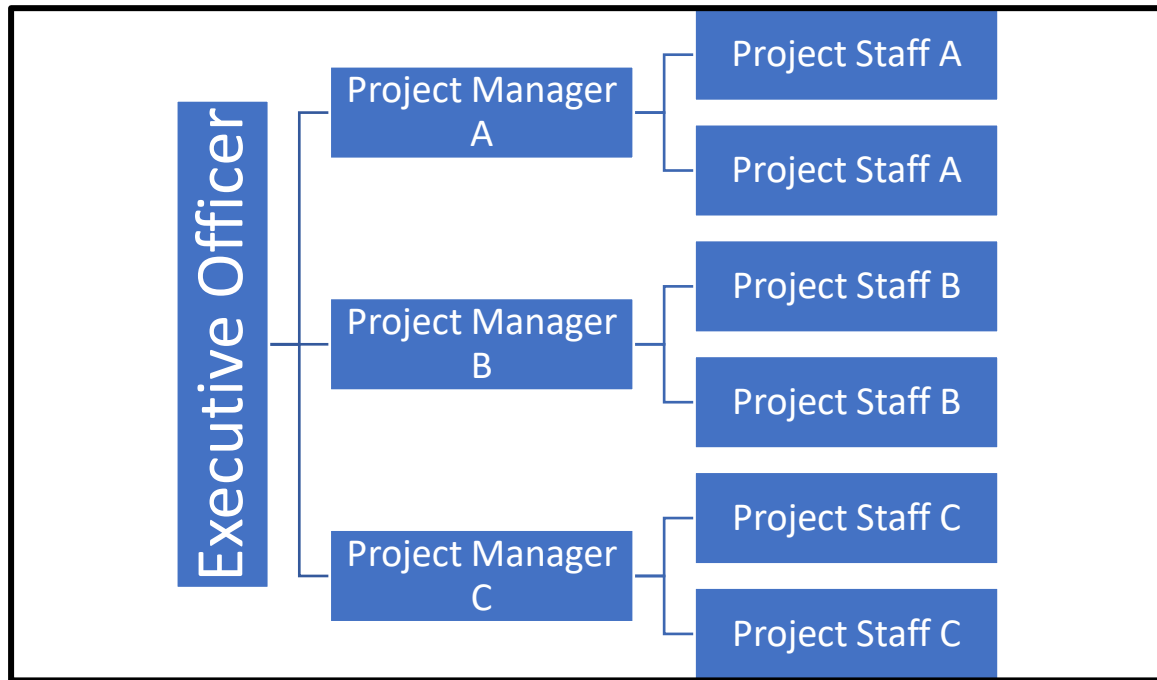 Executive Officer
Project Manager
A
Project Staff A
Project Staff A
Project Manager
B
Project Staff B
Project Staff B
Project Manager
C
Project Staff C
Project Staff C